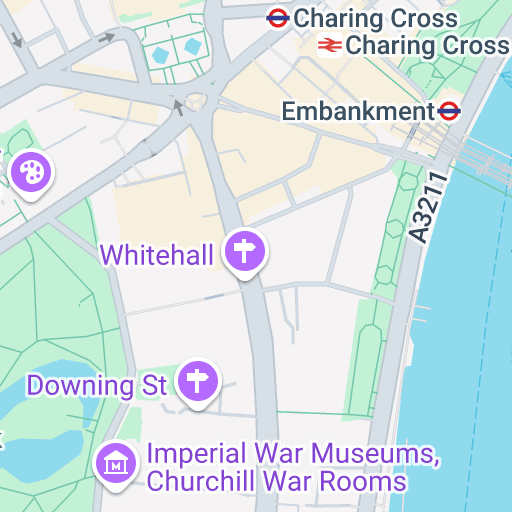 Charing Cross
Charing Cross
Embankment
A3211
Whitehall
Downing St
Imperial War Museums,
Churchill War Rooms